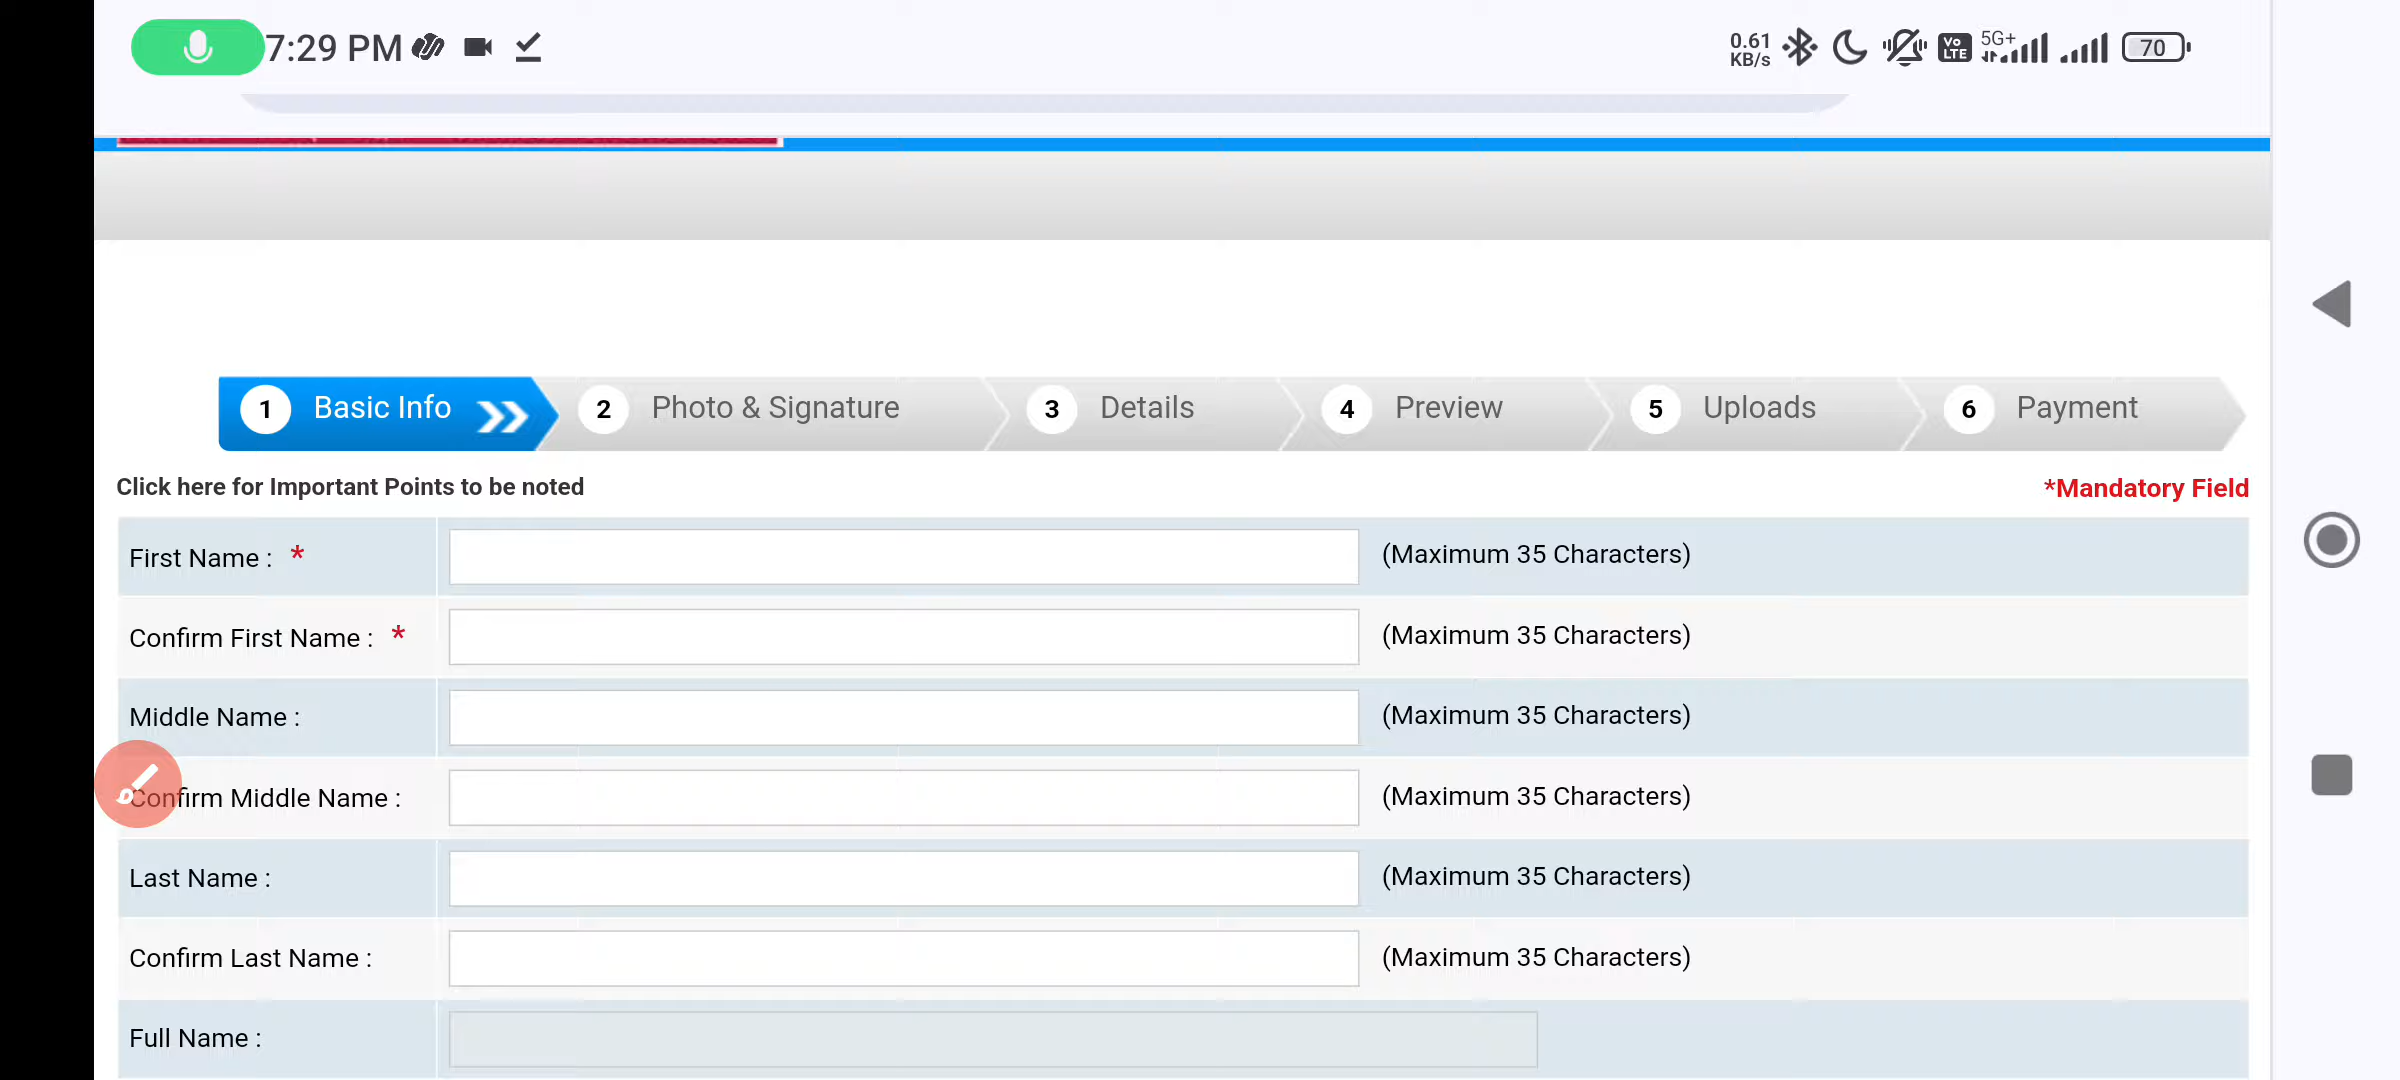 7:29 PM
0.61 KB/s
Vo LTE
5G+
70
1 Basic Info 2 Photo & Signature 3 Details 4 Preview 5 Uploads 6 Payment
Click here for Important Points to be noted *Mandatory Field
First Name : * (Maximum 35 Characters)
Confirm First Name : * (Maximum 35 Characters)
Middle Name : (Maximum 35 Characters)
Confirm Middle Name : (Maximum 35 Characters)
Last Name : (Maximum 35 Characters)
Confirm Last Name : (Maximum 35 Characters)
Full Name :